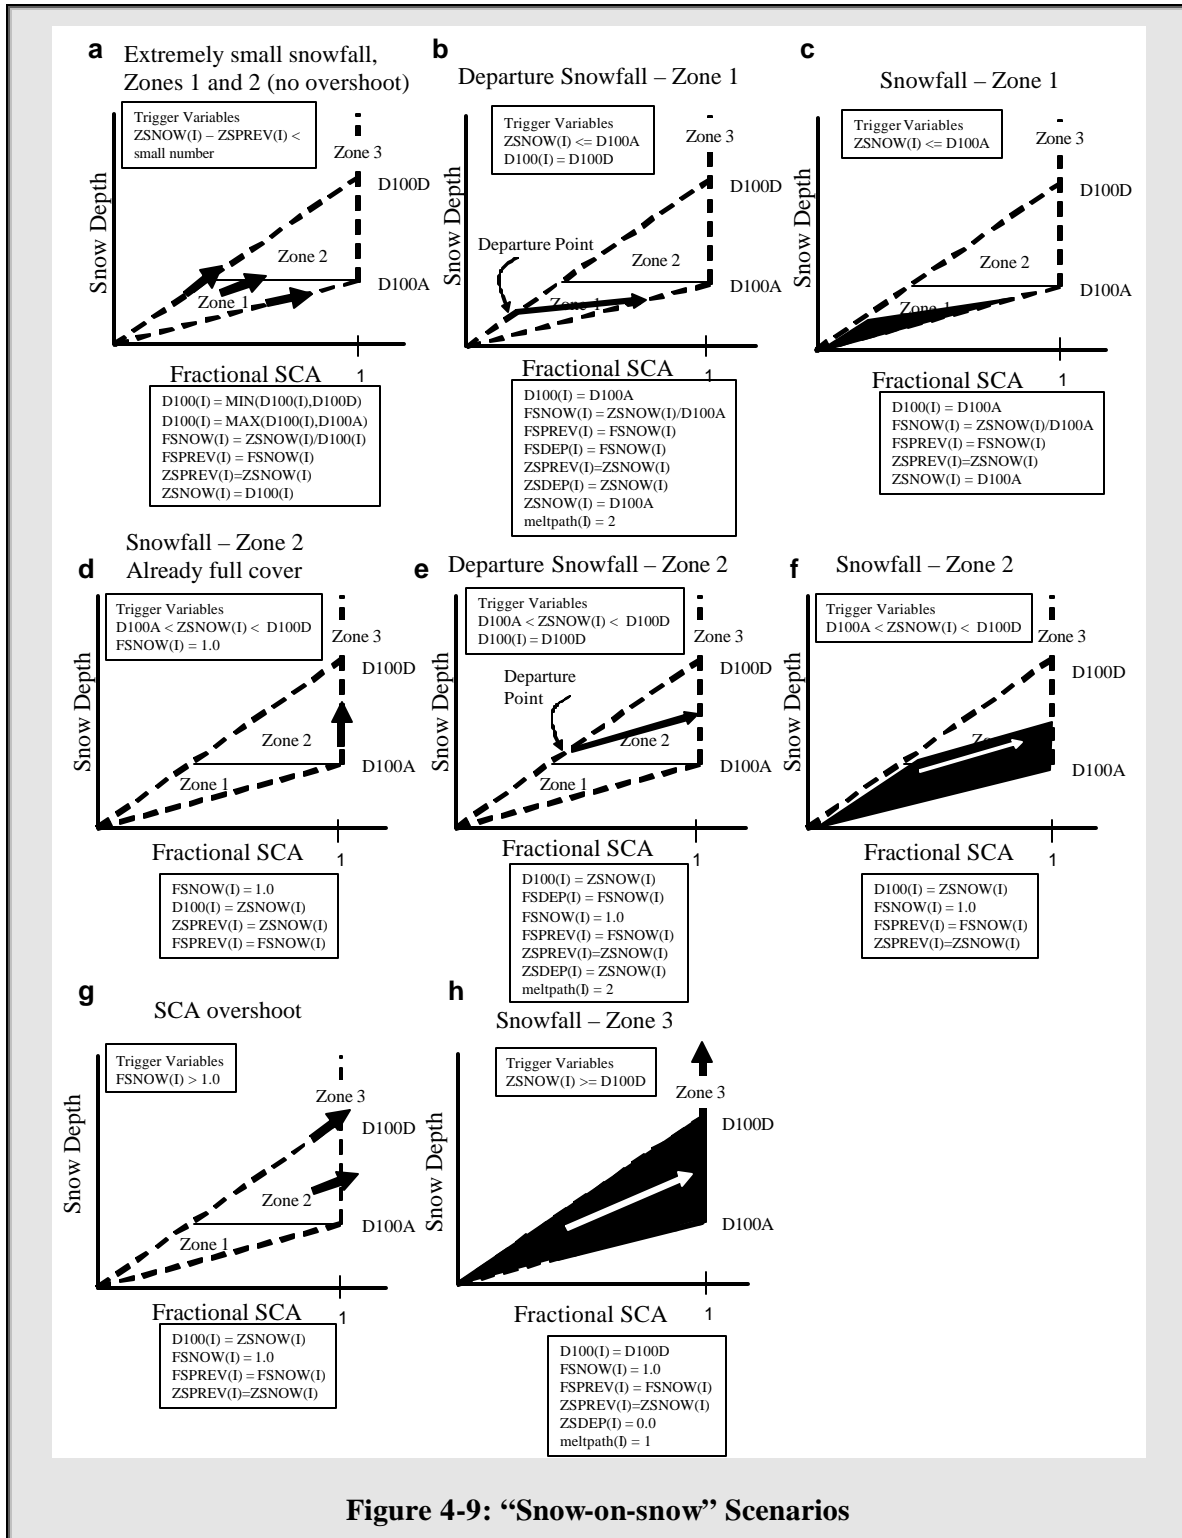 a Extremely small snowfall,
Zones 1 and 2 (no overshoot)
Trigger Variables
ZSNOW(I) – ZSPREV(I) <
small number
Zone 3
D100D
Zone 2
Zone 1
D100A
Snow Depth
Fractional SCA
1
D100(I) = MIN(D100(I),D100D)
D100(I) = MAX(D100(I),D100A)
FSNOW(I) = ZSNOW(I)/D100(I)
FSPREV(I) = FSNOW(I)
ZSPREV(I)=ZSNOW(I)
ZSNOW(I) = D100(I)
b
Departure Snowfall – Zone 1
Trigger Variables
ZSNOW(I) <= D100A
D100(I) = D100D
Zone 3
D100D
Departure Point
Zone 2
Zone 1
D100A
Snow Depth
Fractional SCA
1
D100(I) = D100A
FSNOW(I) = ZSNOW(I)/D100A
FSPREV(I) = FSNOW(I)
FSDEP(I) = FSNOW(I)
ZSPREV(I)=ZSNOW(I)
ZSDEP(I) = ZSNOW(I)
ZSNOW(I) = D100A
meltpath(I) = 2
c
Snowfall – Zone 1
Trigger Variables
ZSNOW(I) <= D100A
Zone 3
D100D
Zone 2
Zone 1
D100A
Snow Depth
Fractional SCA
1
D100(I) = D100A
FSNOW(I) = ZSNOW(I)/D100A
FSPREV(I) = FSNOW(I)
ZSPREV(I)=ZSNOW(I)
ZSNOW(I) = D100A
Snowfall – Zone 2
d Already full cover
Trigger Variables
D100A < ZSNOW(I) < D100D
FSNOW(I) = 1.0
Zone 3
D100D
Zone 2
Zone 1
D100A
Snow Depth
Fractional SCA
1
FSNOW(I) = 1.0
D100(I) = ZSNOW(I)
ZSPREV(I) = ZSNOW(I)
FSPREV(I) = FSNOW(I)
e Departure Snowfall – Zone 2
Trigger Variables
D100A < ZSNOW(I) < D100D
D100(I) = D100D
Zone 3
D100D
Departure
Point
Zone 2
Zone 1
D100A
Snow Depth
Fractional SCA
1
D100(I) = ZSNOW(I)
FSDEP(I) = FSNOW(I)
FSNOW(I) = 1.0
FSPREV(I) = FSNOW(I)
ZSPREV(I)=ZSNOW(I)
ZSDEP(I) = ZSNOW(I)
meltpath(I) = 2
f Snowfall – Zone 2
Trigger Variables
D100A < ZSNOW(I) < D100D
Zone 3
D100D
D100A
Snow Depth
Fractional SCA
1
D100(I) = ZSNOW(I)
FSNOW(I) = 1.0
FSPREV(I) = FSNOW(I)
ZSPREV(I)=ZSNOW(I)
g
SCA overshoot
Trigger Variables
FSNOW(I) > 1.0
Zone 3
D100D
Zone 2
Zone 1
D100A
Snow Depth
Fractional SCA
1
D100(I) = ZSNOW(I)
FSNOW(I) = 1.0
FSPREV(I) = FSNOW(I)
ZSPREV(I)=ZSNOW(I)
h
Snowfall – Zone 3
Trigger Variables
ZSNOW(I) >= D100D
Zone 3
D100D
D100A
Snow Depth
Fractional SCA
1
D100(I) = D100D
FSNOW(I) = 1.0
FSPREV(I) = FSNOW(I)
ZSPREV(I)=ZSNOW(I)
ZSDEP(I) = 0.0
meltpath(I) = 1
Figure 4-9: “Snow-on-snow” Scenarios